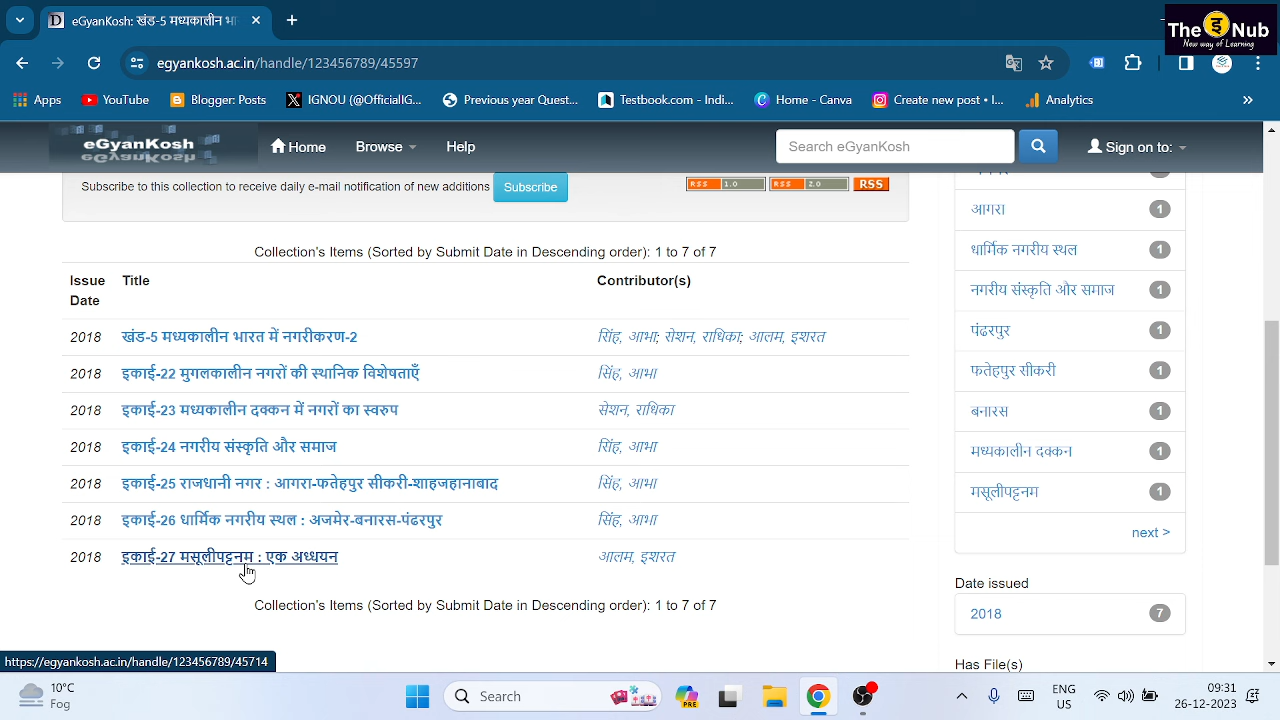 eGyanKosh: खंड-5 मध्यकालीन भा
The इ Nub
New way of Learning
egyankosh.ac.in/handle/123456789/45597
Apps YouTube Blogger: Posts IGNOU (@OfficialIG... Previous year Quest... Testbook.com - Indi... Home - Canva Create new post • I... Analytics
eGyanKosh Home Browse Help Search eGyanKosh Sign on to:
Subscribe to this collection to receive daily e-mail notification of new additions Subscribe RSS 1.0 RSS 2.0 RSS
Collection's Items (Sorted by Submit Date in Descending order): 1 to 7 of 7
Issue Date Title Contributor(s)
2018 खंड-5 मध्यकालीन भारत में नगरीकरण-2 सिंह, आभा; सेशन, राधिका; आलम, इशरत
2018 इकाई-22 मुगलकालीन नगरों की स्थानिक विशेषताएँ सिंह, आभा
2018 इकाई-23 मध्यकालीन दक्कन में नगरों का स्वरुप सेशन, राधिका
2018 इकाई-24 नगरीय संस्कृति और समाज सिंह, आभा
2018 इकाई-25 राजधानी नगर : आगरा-फतेहपुर सीकरी-शाहजहानाबाद सिंह, आभा
2018 इकाई-26 धार्मिक नगरीय स्थल : अजमेर-बनारस-पंढरपुर सिंह, आभा
2018 इकाई-27 मसूलीपट्टनम : एक अध्ययन आलम, इशरत
Collection's Items (Sorted by Submit Date in Descending order): 1 to 7 of 7
आगरा 1
धार्मिक नगरीय स्थल 1
नगरीय संस्कृति और समाज 1
पंढरपुर 1
फतेहपुर सीकरी 1
बनारस 1
मध्यकालीन दक्कन 1
मसूलीपट्टनम 1
next >
Date issued
2018 7
Has File(s)
https://egyankosh.ac.in/handle/123456789/45714
10°C
Fog
Search
PRE
ENG
US
09:31
26-12-2023